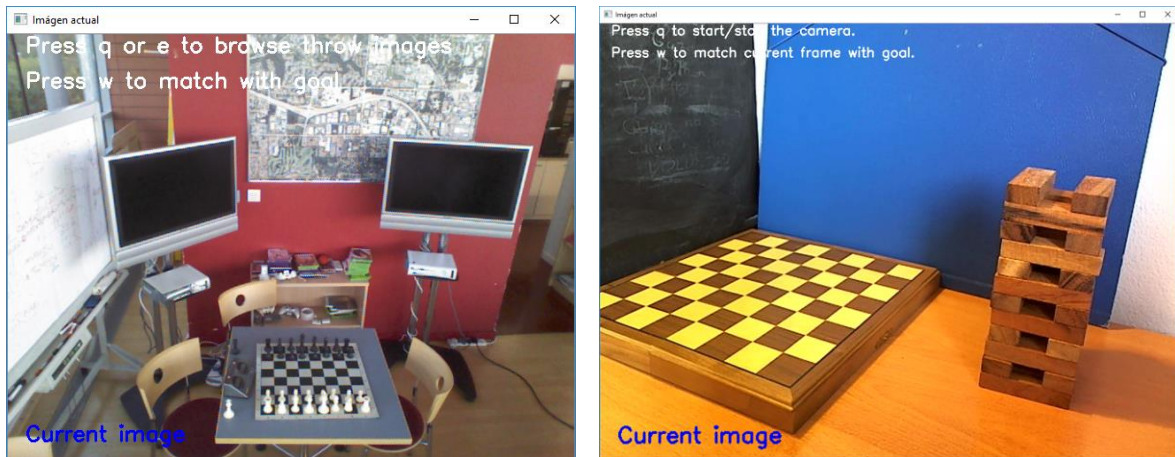 Imágen actual
Press q or e to browse throw images
Press w to match with goal
Current image
Imágen actual
Press q to start/stop the camera.
Press w to match current frame with goal.
Current image